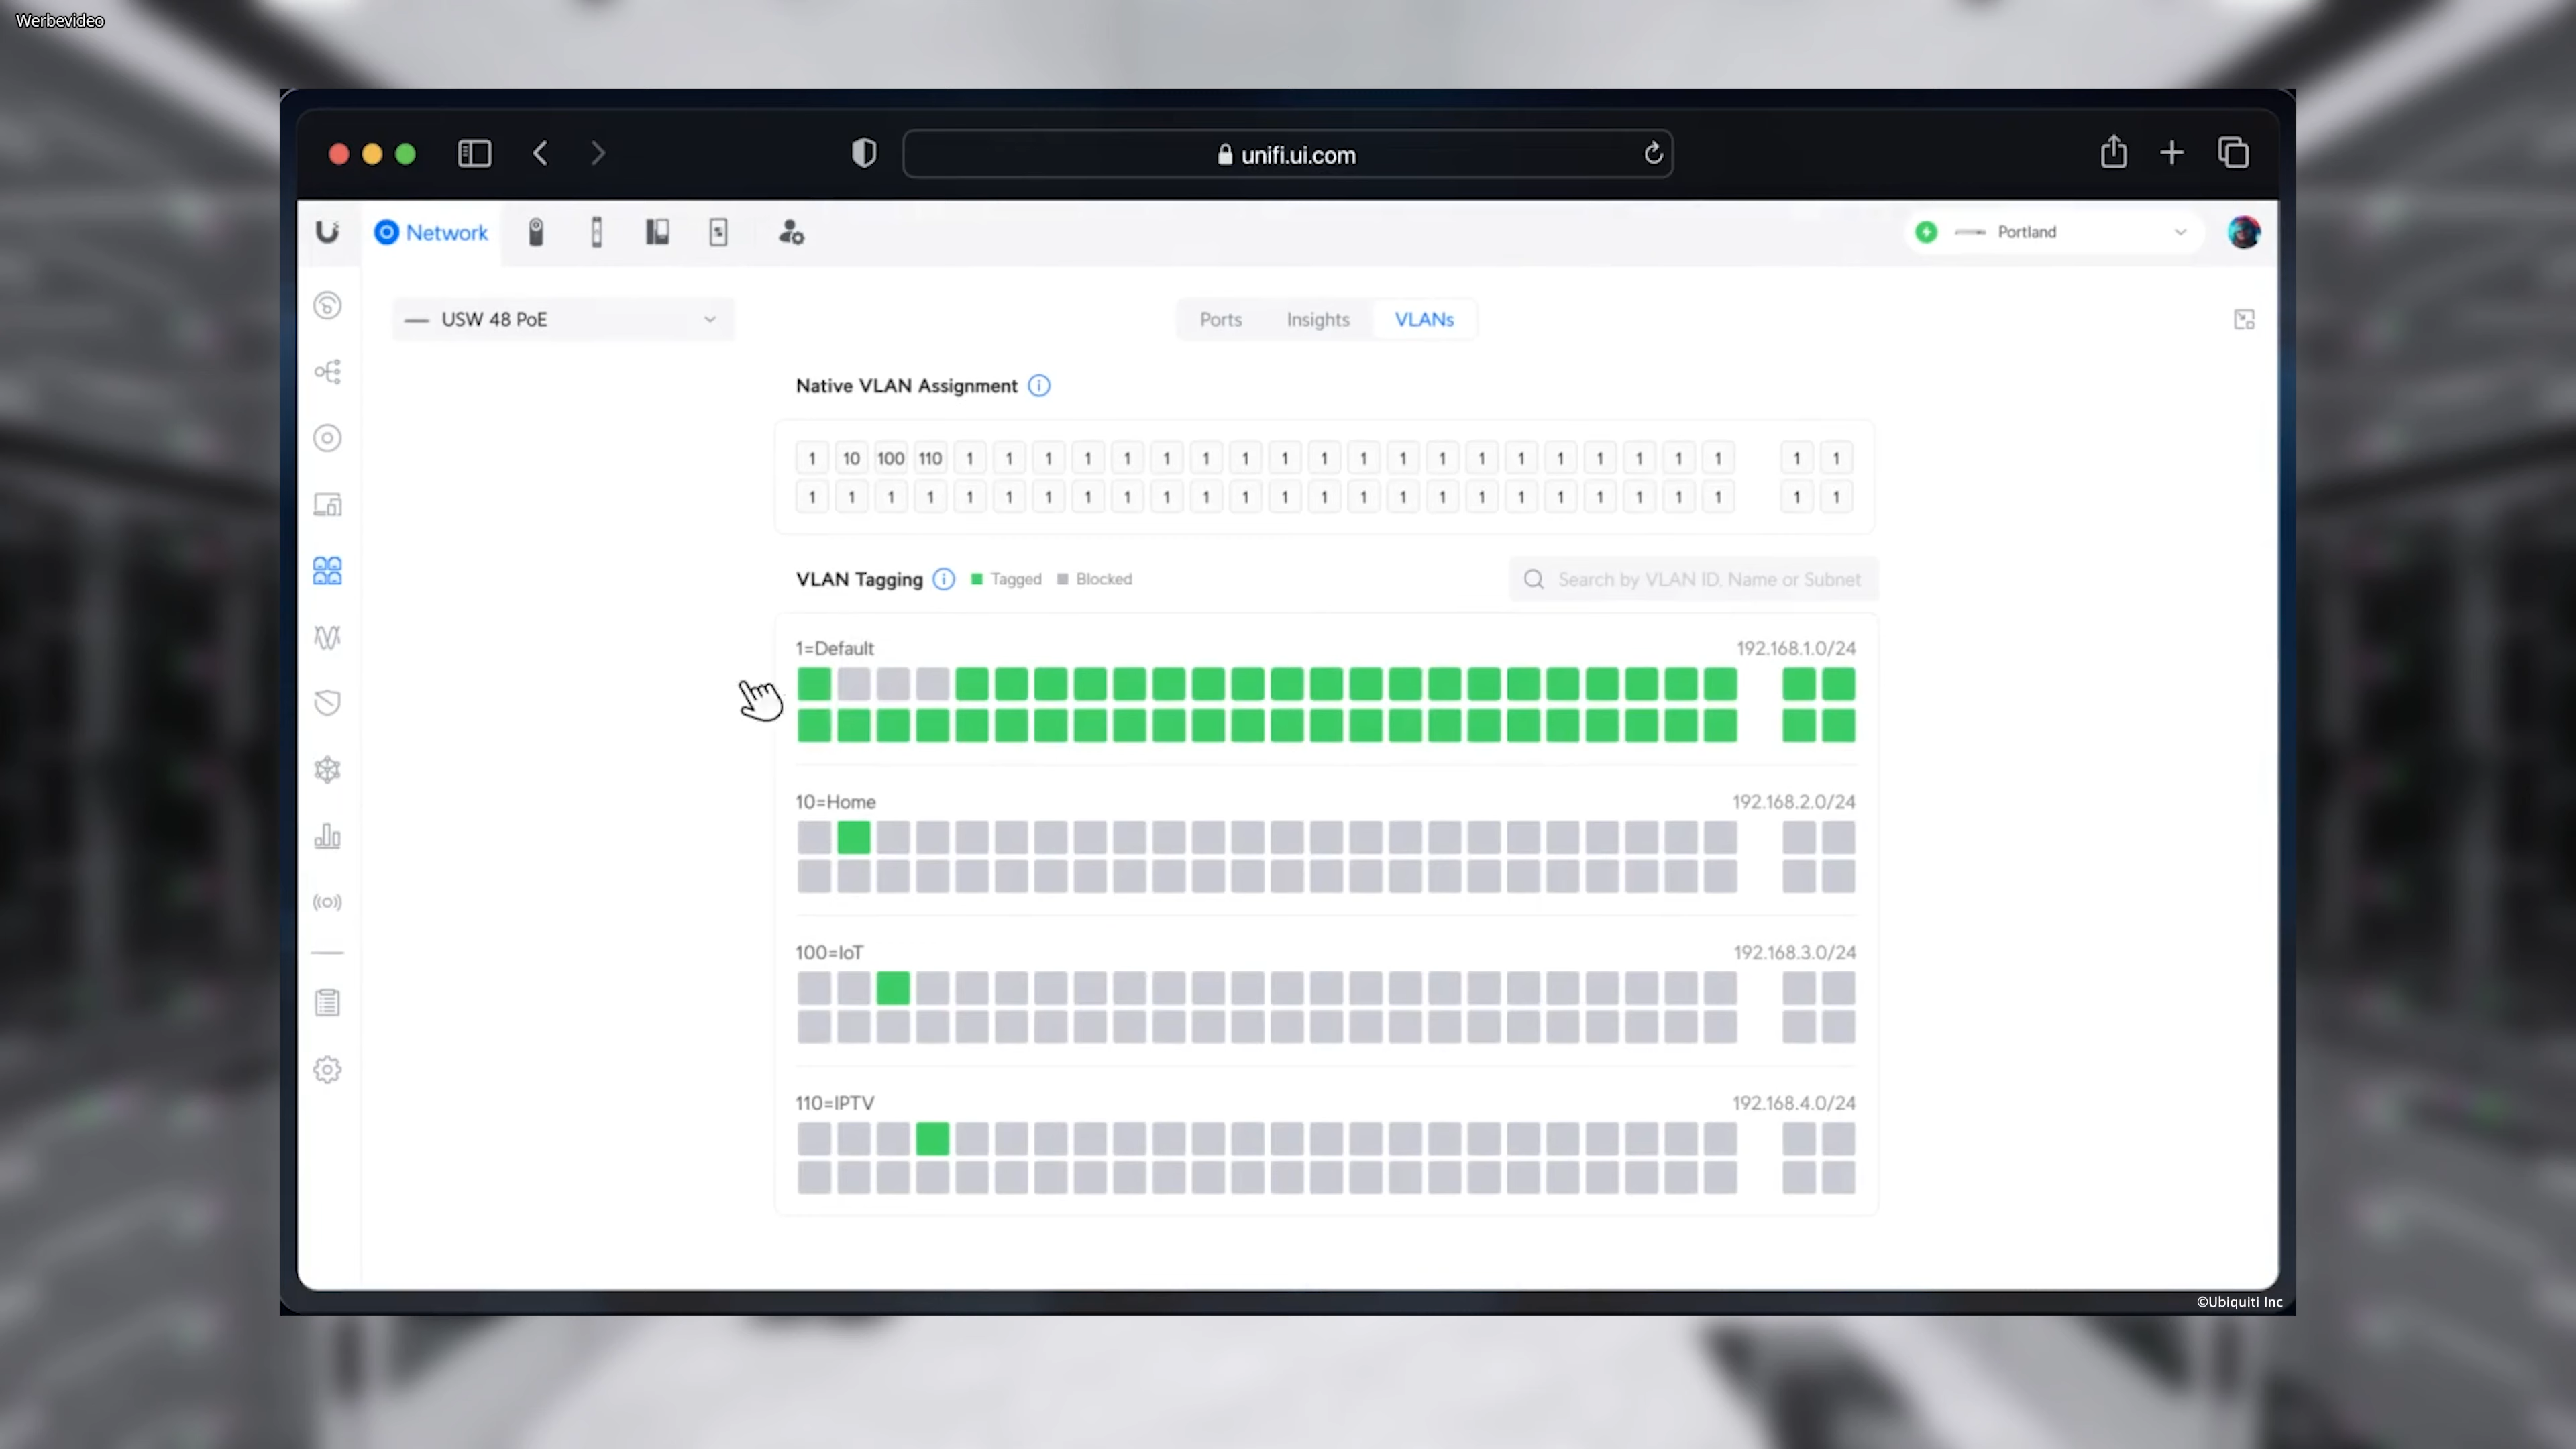 Werbevideo
unifi.ui.com
Network
Portland
USW 48 PoE
Ports Insights VLANs
Native VLAN Assignment
1 10 100 110 1 1 1 1 1 1 1 1 1 1 1 1 1 1 1 1 1 1 1 1 1 1
1 1 1 1 1 1 1 1 1 1 1 1 1 1 1 1 1 1 1 1 1 1 1 1 1 1
VLAN Tagging Tagged Blocked Search by VLAN ID, Name or Subnet
1=Default 192.168.1.0/24
10=Home 192.168.2.0/24
100=IoT 192.168.3.0/24
110=IPTV 192.168.4.0/24
©Ubiquiti Inc